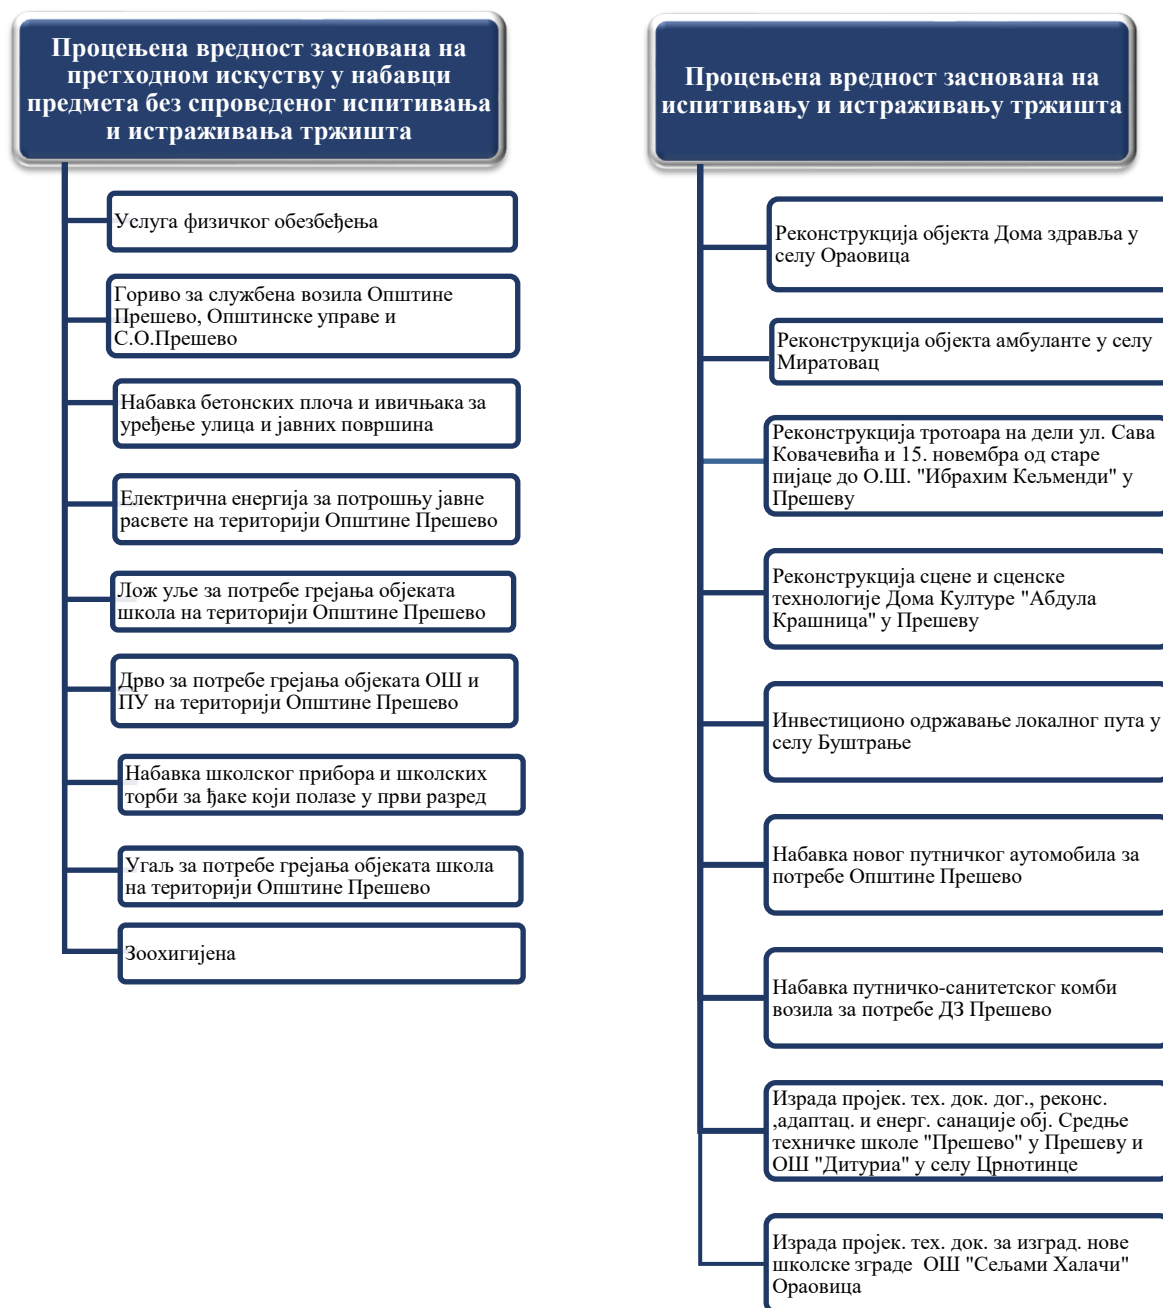 Процењена вредност заснована на
претходном искуству у набавци
предмета без спроведеног испитивања
и истраживања тржишта
Услуга физичког обезбеђења
Гориво за службена возила Општине
Прешево, Општинске управе и
С.О.Прешево
Набавка бетонских плоча и ивичњака за
уређење улица и јавних површина
Електрична енергија за потрошњу јавне
расвете на територији Општине Прешево
Лож уље за потребе грејања објеката
школа на територији Општине Прешево
Дрво за потребе грејања објеката ОШ и
ПУ на територији Општине Прешево
Набавка школског прибора и школских
торби за ђаке који полазе у први разред
Угаљ за потребе грејања објеката школа
на територији Општине Прешево
Зоохигијена
Процењена вредност заснована на
испитивању и истраживању тржишта
Реконструкција објекта Дома здравља у
селу Ораовица
Реконструкција објекта амбуланте у селу
Миратовац
Реконструкција тротоара на дели ул. Сава
Ковачевића и 15. новембра од старе
пијаце до О.Ш. "Ибрахим Кељменди" у
Прешеву
Реконструкција сцене и сценске
технологије Дома Културе "Абдула
Крашница" у Прешеву
Инвестиционо одржавање локалног пута у
селу Буштрање
Набавка новог путничког аутомобила за
потребе Општине Прешево
Набавка путничко-санитетског комби
возила за потребе ДЗ Прешево
Израда пројек. тех. док. дог., реконс.
,адаптац. и енерг. санације обј. Средње
техничке школе "Прешево" у Прешеву и
ОШ "Дитуриа" у селу Црнотинце
Израда пројек. тех. док. за изград. нове
школске зграде  ОШ "Сељами Халачи"
Ораовица